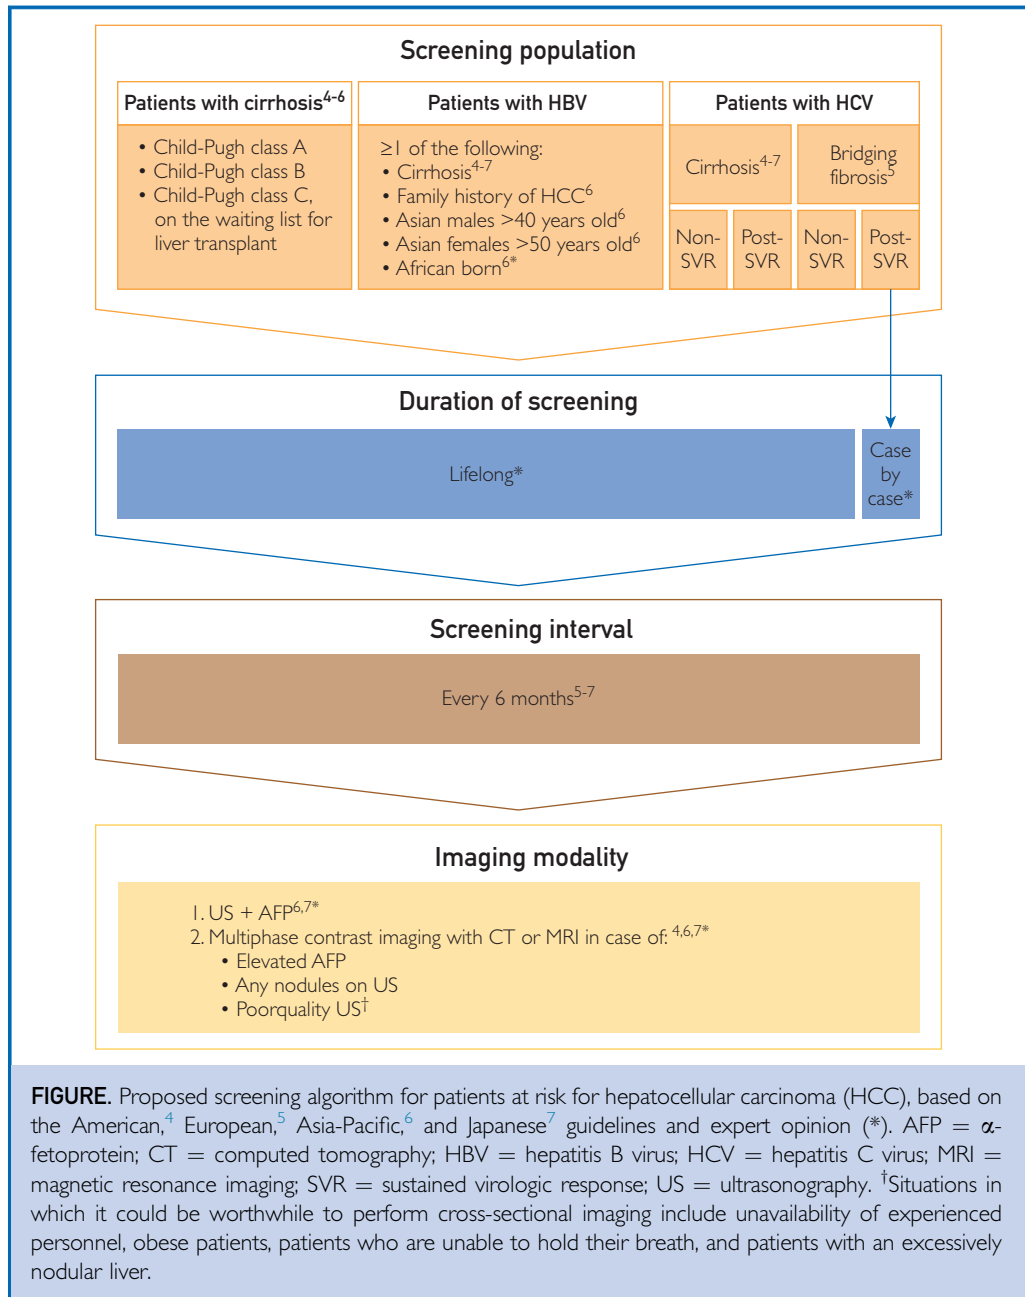 Screening population
Patients with cirrhosis4-6
• Child-Pugh class A
• Child-Pugh class B
• Child-Pugh class C,
on the waiting list for
liver transplant
Patients with HBV
≥1 of the following:
• Cirrhosis4-7
• Family history of HCC6
• Asian males >40 years old6
• Asian females >50 years old6
• African born6*
Patients with HCV
Cirrhosis4-7
Bridging
fibrosis5
Non-
SVR
Post-
SVR
Non-
SVR
Post-
SVR
Duration of screening
Lifelong*
Case
by
case*
Screening interval
Every 6 months5-7
Imaging modality
1. US + AFP6,7*
2. Multiphase contrast imaging with CT or MRI in case of: 4,6,7*
• Elevated AFP
• Any nodules on US
• Poorquality US†
FIGURE. Proposed screening algorithm for patients at risk for hepatocellular carcinoma (HCC), based on
the American,4 European,5 Asia-Pacific,6 and Japanese7 guidelines and expert opinion (*). AFP = α-
fetoprotein; CT = computed tomography; HBV = hepatitis B virus; HCV = hepatitis C virus; MRI =
magnetic resonance imaging; SVR = sustained virologic response; US = ultrasonography. †Situations in
which it could be worthwhile to perform cross-sectional imaging include unavailability of experienced
personnel, obese patients, patients who are unable to hold their breath, and patients with an excessively
nodular liver.